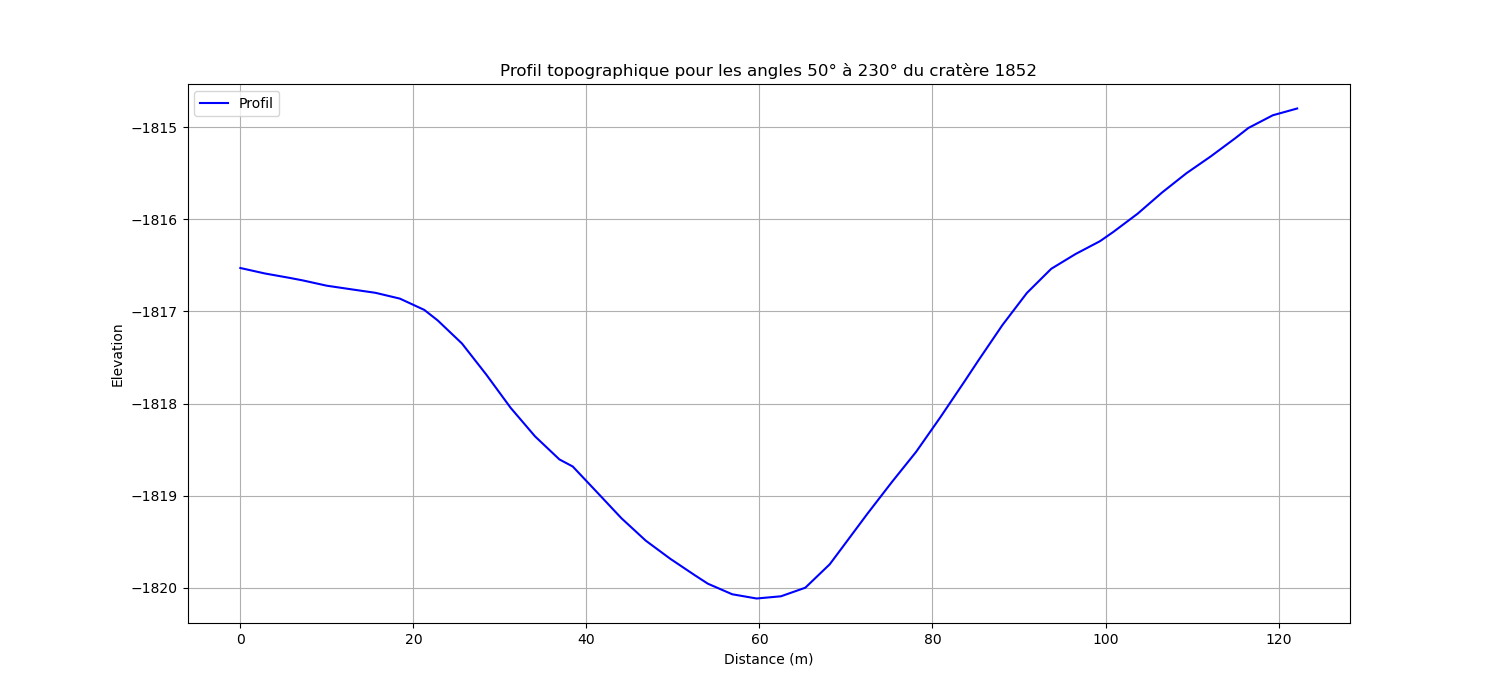 Profil topographique pour les angles 50° à 230° du cratère 1852
Profil
Elevation
−1815
−1816
−1817
−1818
−1819
−1820
0 20 40 60 80 100 120
Distance (m)